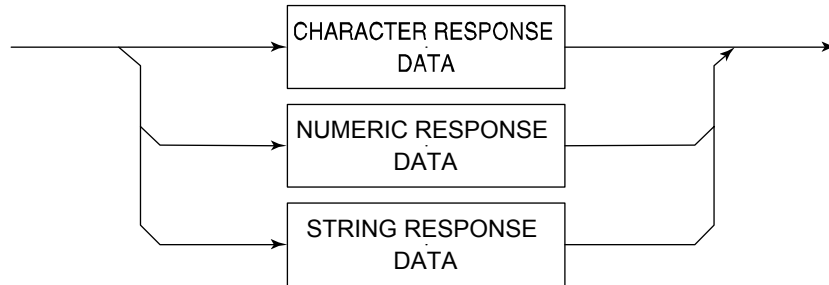 CHARACTER RESPONSE
DATA
NUMERIC RESPONSE
DATA
STRING RESPONSE
DATA